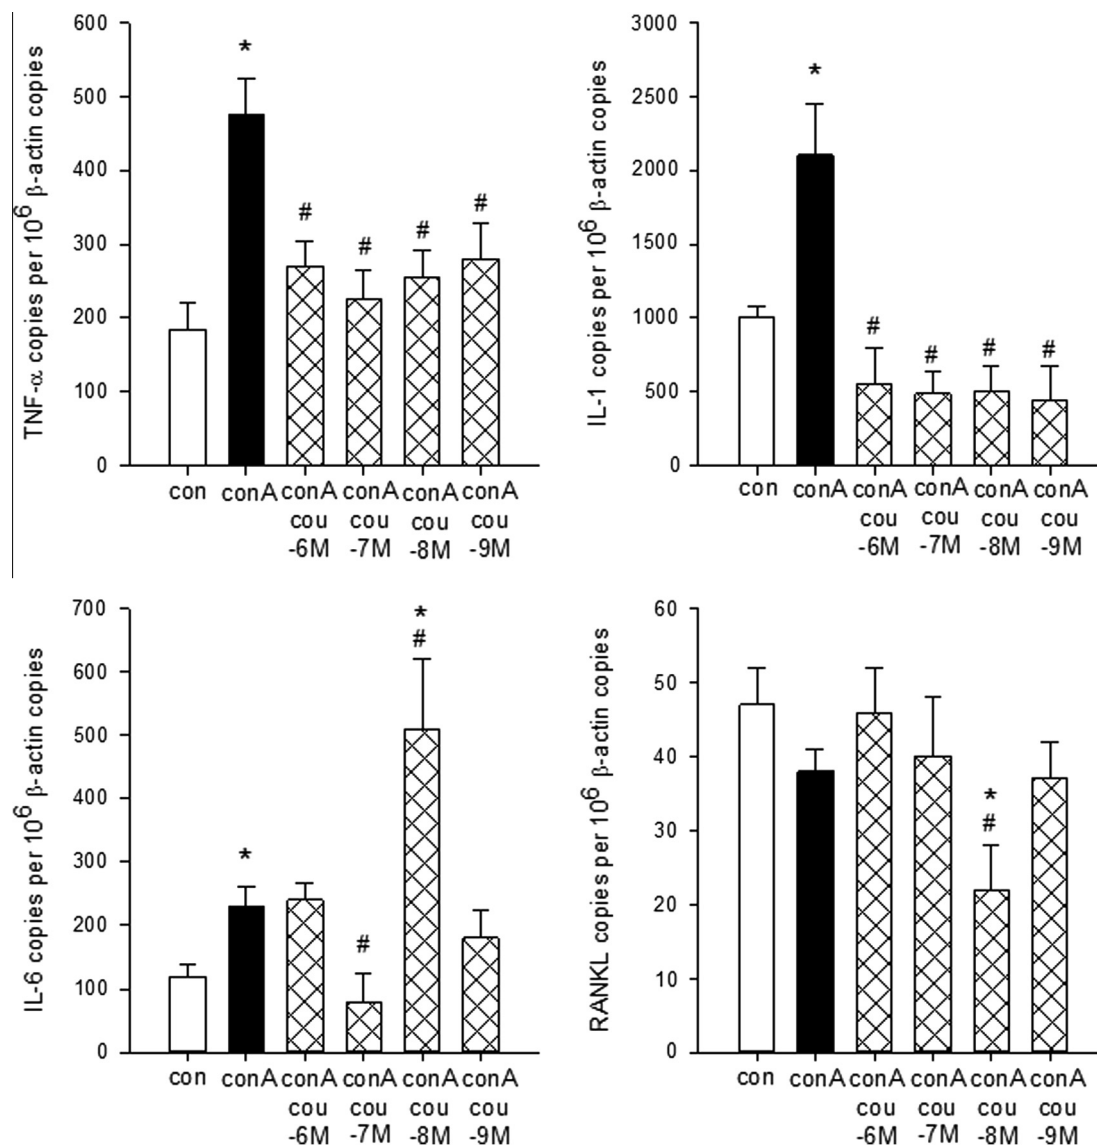 TNF-α copies per 10⁶ β-actin copies
600
500
400
300
200
100
0
*
#
#
#
#
con conA conA conA conA conA
cou cou cou cou
-6M -7M -8M -9M
IL-1 copies per 10⁶ β-actin copies
3000
2500
2000
1500
1000
500
0
*
#
#
#
#
con conA conA conA conA conA
cou cou cou cou
-6M -7M -8M -9M
IL-6 copies per 10⁶ β-actin copies
700
600
500
400
300
200
100
0
*
#
*
#
con conA conA conA conA conA
cou cou cou cou
-6M -7M -8M -9M
RANKL copies per 10⁶ β-actin copies
60
50
40
30
20
10
0
*
#
con conA conA conA conA conA
cou cou cou cou
-6M -7M -8M -9M